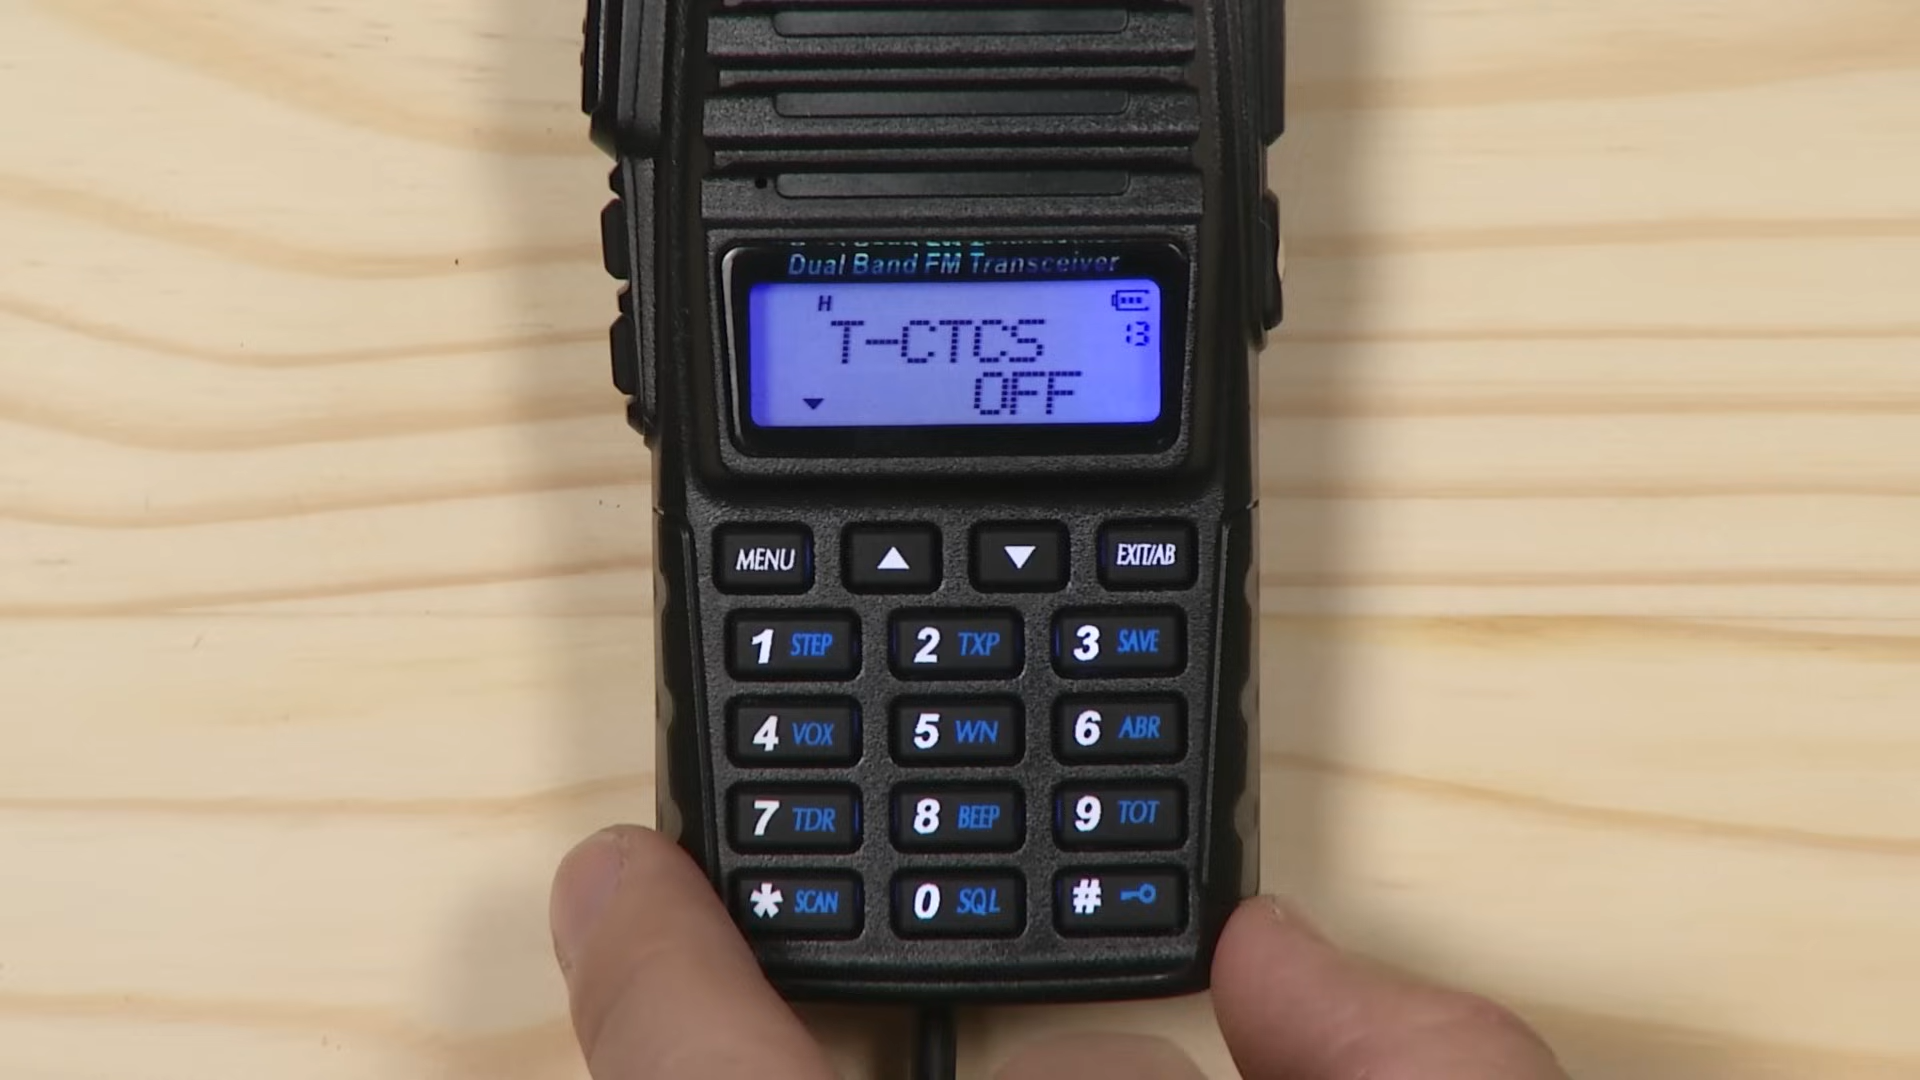 Dual Band FM Transceiver
H
T-CTCS 13
OFF
MENU ▲ ▼ EXIT/AB
1 STEP 2 TXP 3 SAVE
4 VOX 5 WN 6 ABR
7 TDR 8 BEEP 9 TOT
* SCAN 0 SQL #